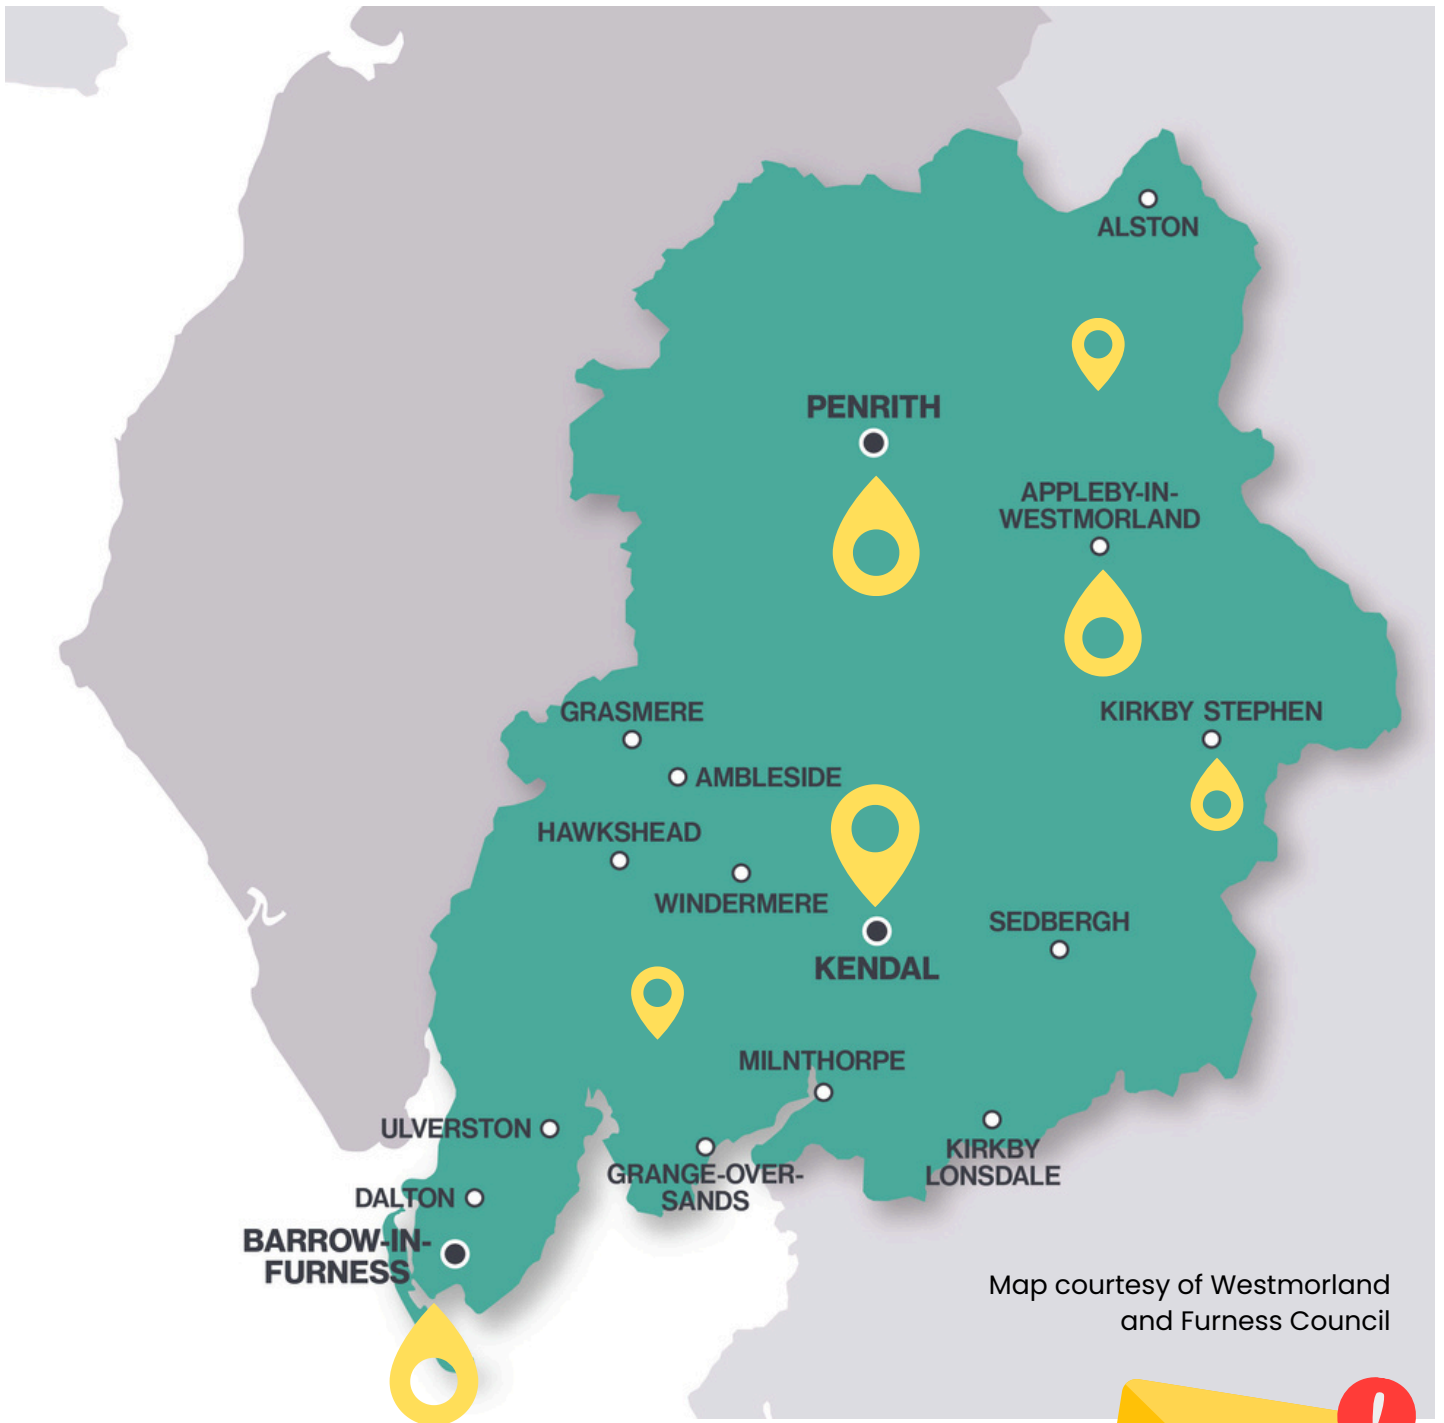 ALSTON
PENRITH
APPLEBY-IN-
WESTMORLAND
GRASMERE
KIRKBY STEPHEN
AMBLESIDE
HAWKSHEAD
WINDERMERE
SEDBERGH
KENDAL
MILNTHORPE
ULVERSTON
KIRKBY
LONSDALE
GRANGE-OVER-
SANDS
DALTON
BARROW-IN-
FURNESS
Map courtesy of Westmorland
and Furness Council
!